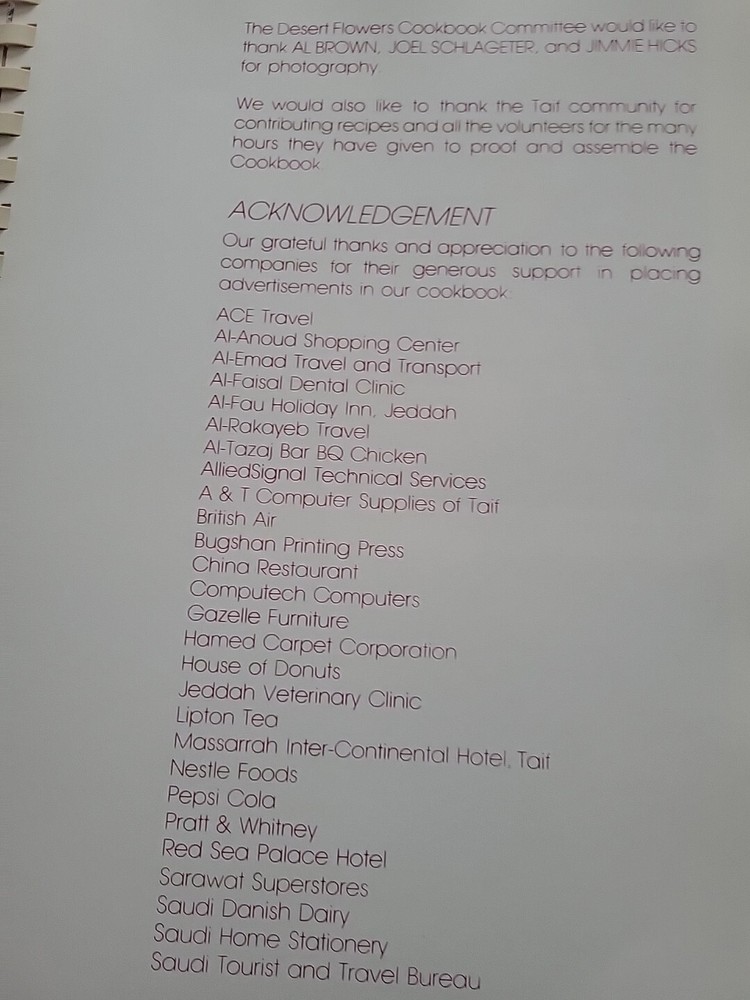 The Desert Flowers Cookbook Committee would like to
thank AL BROWN, JOEL SCHLAGETER, and JIMMIE HICKS
for photography.
We would also like to thank the Taif community for
contributing recipes and all the volunteers for the many
hours they have given to proof and assemble the
Cookbook.
ACKNOWLEDGEMENT
Our grateful thanks and appreciation to the following
companies for their generous support in placing
advertisements in our cookbook:
ACE Travel
Al-Anoud Shopping Center
Al-Emad Travel and Transport
Al-Faisal Dental Clinic
Al-Fau Holiday Inn, Jeddah
Al-Rakayeb Travel
Al-Tazaj Bar BQ Chicken
AlliedSignal Technical Services
A & T Computer Supplies of Taif
British Air
Bugshan Printing Press
China Restaurant
Computech Computers
Gazelle Furniture
Hamed Carpet Corporation
House of Donuts
Jeddah Veterinary Clinic
Lipton Tea
Massarrah Inter-Continental Hotel, Taif
Nestle Foods
Pepsi Cola
Pratt & Whitney
Red Sea Palace Hotel
Sarawat Superstores
Saudi Danish Dairy
Saudi Home Stationery
Saudi Tourist and Travel Bureau